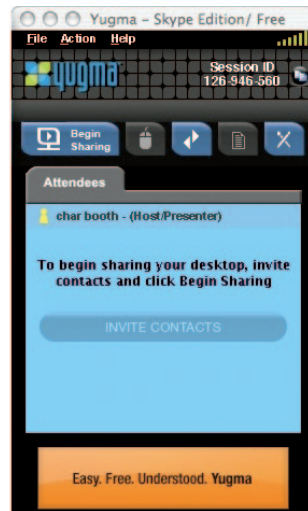 Yugma – Skype Edition/ Free
File Action Help
yugma
Session ID
126-946-560
Begin
Sharing
Attendees
char booth - (Host/Presenter)
To begin sharing your desktop, invite
contacts and click Begin Sharing
INVITE CONTACTS
Easy. Free. Understood. Yugma